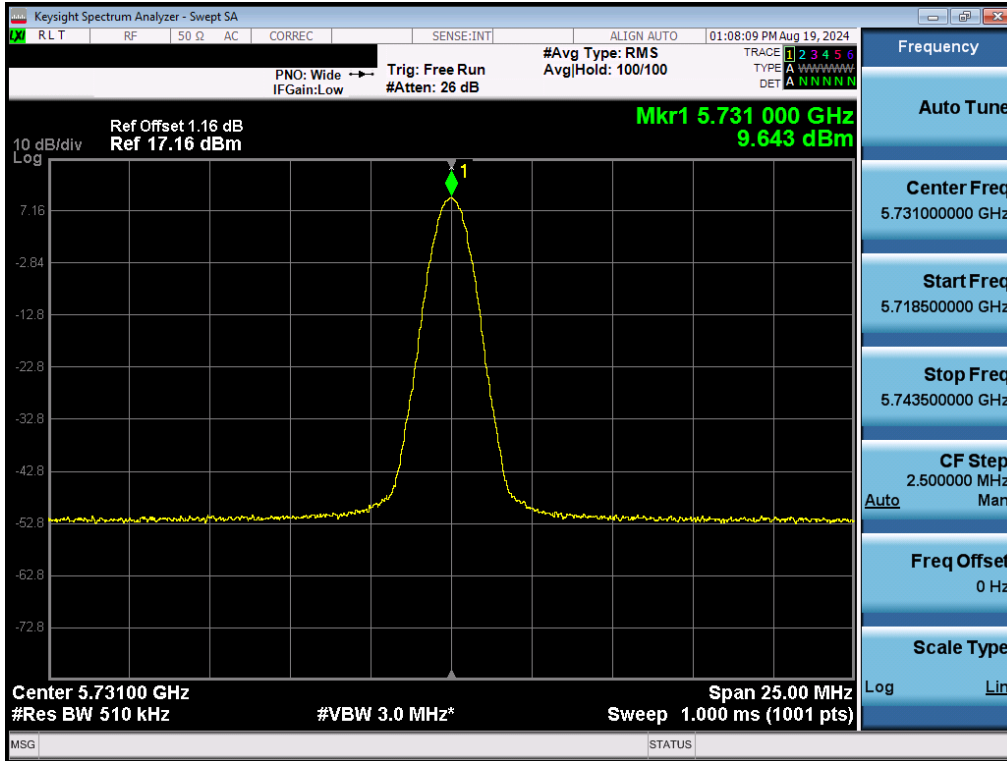 Keysight Spectrum Analyzer - Swept SA
LXI RLT RF 50 Ω AC CORREC SENSE:INT ALIGN AUTO 01:08:09 PM Aug 19, 2024
PNO: Wide
IFGain:Low
Trig: Free Run
#Atten: 26 dB
#Avg Type: RMS
Avg|Hold: 100/100
TRACE 1 2 3 4 5 6
TYPE A WWWWW
DET A N N N N N
Mkr1 5.731 000 GHz
9.643 dBm
10 dB/div
Log
Ref Offset 1.16 dB
Ref 17.16 dBm
1
7.16
-2.84
-12.8
-22.8
-32.8
-42.8
-52.8
-62.8
-72.8
Center 5.73100 GHz
Span 25.00 MHz
#Res BW 510 kHz
#VBW 3.0 MHz*
Sweep 1.000 ms (1001 pts)
MSG
STATUS
Frequency
Auto Tune
Center Freq
5.731000000 GHz
Start Freq
5.718500000 GHz
Stop Freq
5.743500000 GHz
CF Step
2.500000 MHz
Auto Man
Freq Offset
0 Hz
Scale Type
Log Lin